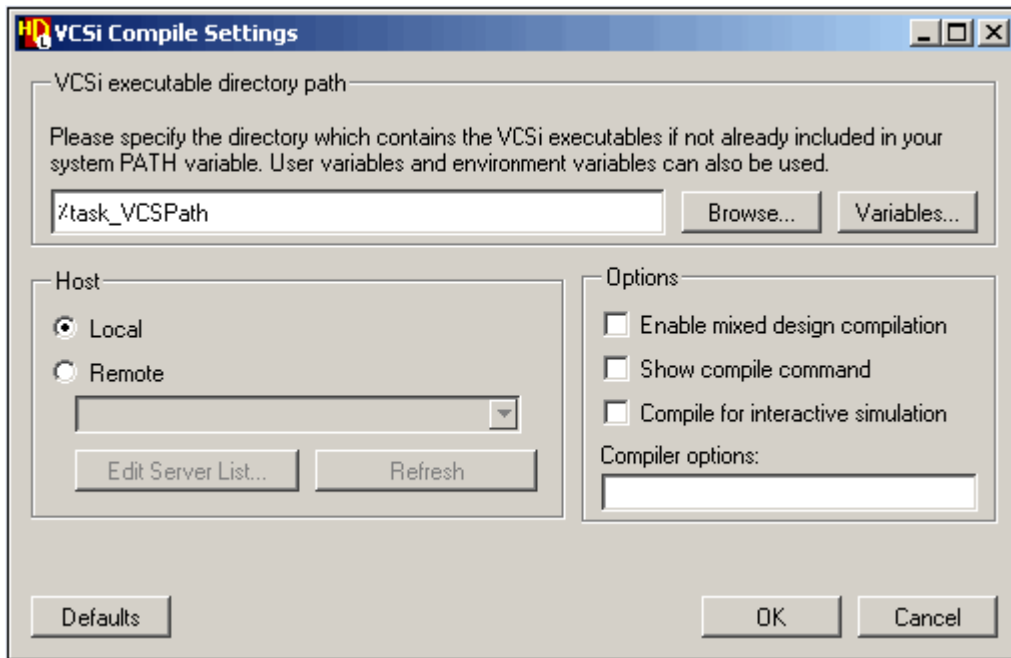 HDL VCSi Compile Settings
VCSi executable directory path
Please specify the directory which contains the VCSi executables if not already included in your
system PATH variable. User variables and environment variables can also be used.
%task_VCSPath
Browse...
Variables...
Host
Local
Remote
Edit Server List...
Refresh
Options
Enable mixed design compilation
Show compile command
Compile for interactive simulation
Compiler options:
Defaults
OK
Cancel